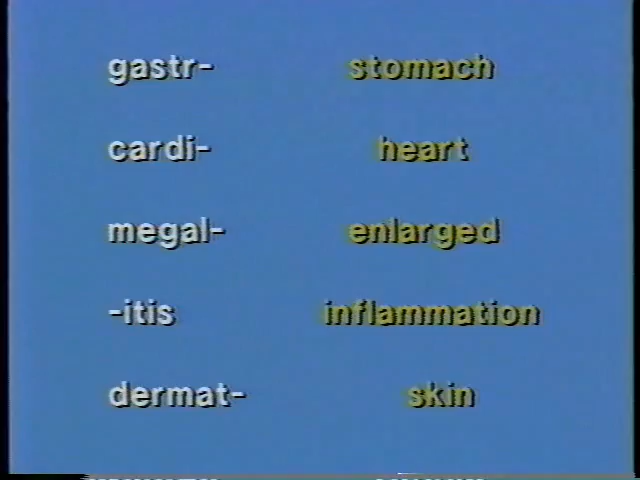 gastr- stomach
cardi- heart
megal- enlarged
-itis inflammation
dermat- skin